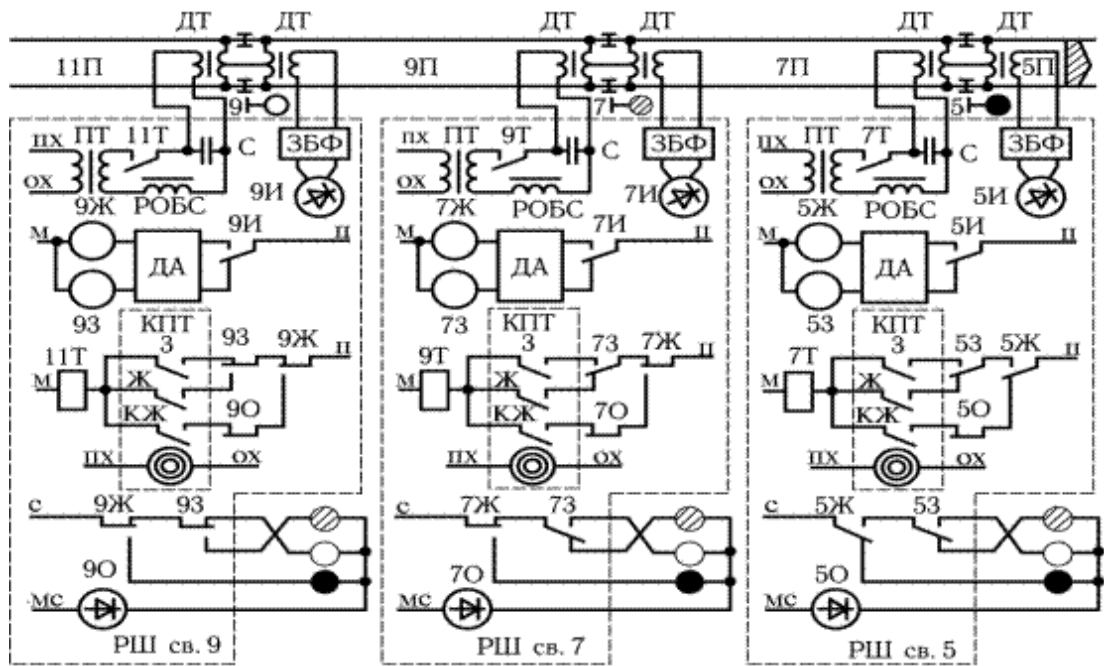 ДТ ДТ ДТ ДТ ДТ ДТ
11П 9П 7П 5П
9 7 5
ПХ ПТ 11Т С ЗБФ
ОХ 9И
9Ж РОБС
М ДА 9И П
93
КПТ
11Т З 93 9Ж П
М Ж
КЖ 9О
ПХ ОХ
С 9Ж 93
9О
МС
РШ св. 9
ПХ ПТ 9Т С ЗБФ
ОХ 7И
7Ж РОБС
М ДА 7И П
73
КПТ
9Т З 73 7Ж П
М Ж
КЖ 7О
ПХ ОХ
С 7Ж 73
7О
МС
РШ св. 7
ПХ ПТ 7Т С ЗБФ
ОХ 5И
5Ж РОБС
М ДА 5И П
53
КПТ
7Т З 53 5Ж П
М Ж
КЖ 5О
ПХ ОХ
С 5Ж 53
5О
МС
РШ св. 5